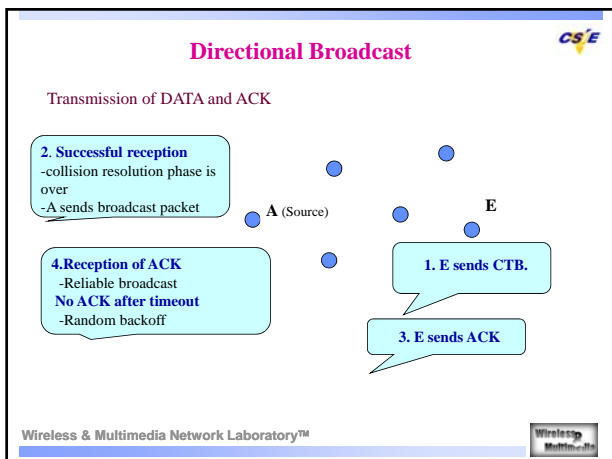 Directional Broadcast
CS/E
Transmission of DATA and ACK
2. Successful reception
-collision resolution phase is
over
-A sends broadcast packet
A (Source)
E
4.Reception of ACK
-Reliable broadcast
No ACK after timeout
-Random backoff
1. E sends CTB.
3. E sends ACK
Wireless & Multimedia Network Laboratory™
Wireless
Multimedia